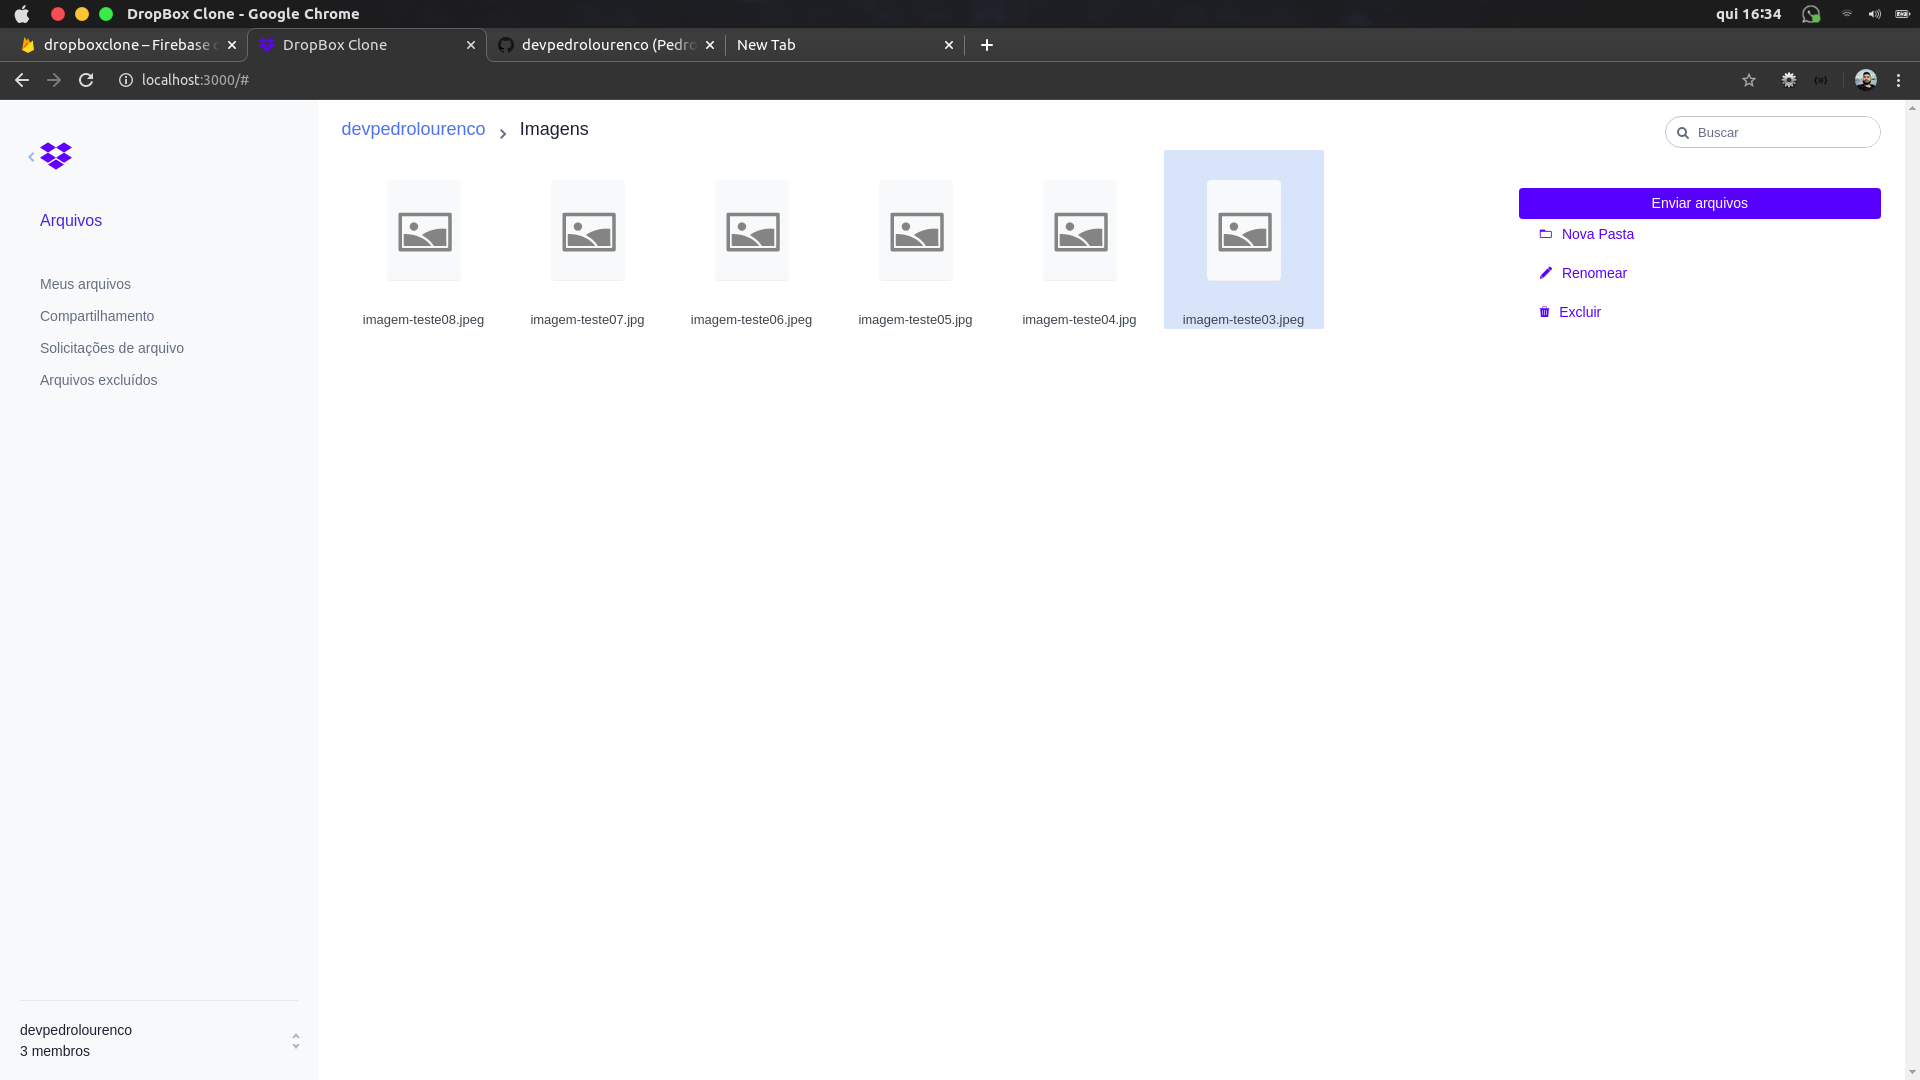 DropBox Clone - Google Chrome
qui 16:34
dropboxclone – Firebase
DropBox Clone
devpedrolourenco (Pedro
New Tab
localhost:3000/#
devpedrolourenco
Imagens
Buscar
Arquivos
Meus arquivos
Compartilhamento
Solicitações de arquivo
Arquivos excluídos
imagem-teste08.jpeg
imagem-teste07.jpg
imagem-teste06.jpeg
imagem-teste05.jpg
imagem-teste04.jpg
imagem-teste03.jpeg
Enviar arquivos
Nova Pasta
Renomear
Excluir
devpedrolourenco
3 membros